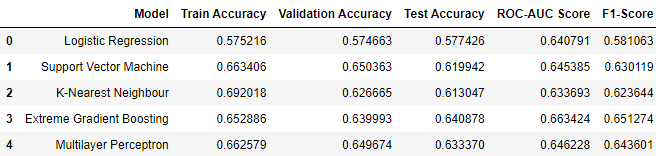 Model Train Accuracy Validation Accuracy Test Accuracy ROC-AUC Score F1-Score
0 Logistic Regression 0.575216 0.574663 0.577426 0.640791 0.581063
1 Support Vector Machine 0.663406 0.650363 0.619942 0.645385 0.630119
2 K-Nearest Neighbour 0.692018 0.626665 0.613047 0.633693 0.623644
3 Extreme Gradient Boosting 0.652886 0.639993 0.640878 0.663424 0.651274
4 Multilayer Perceptron 0.662579 0.649674 0.633370 0.646228 0.643601